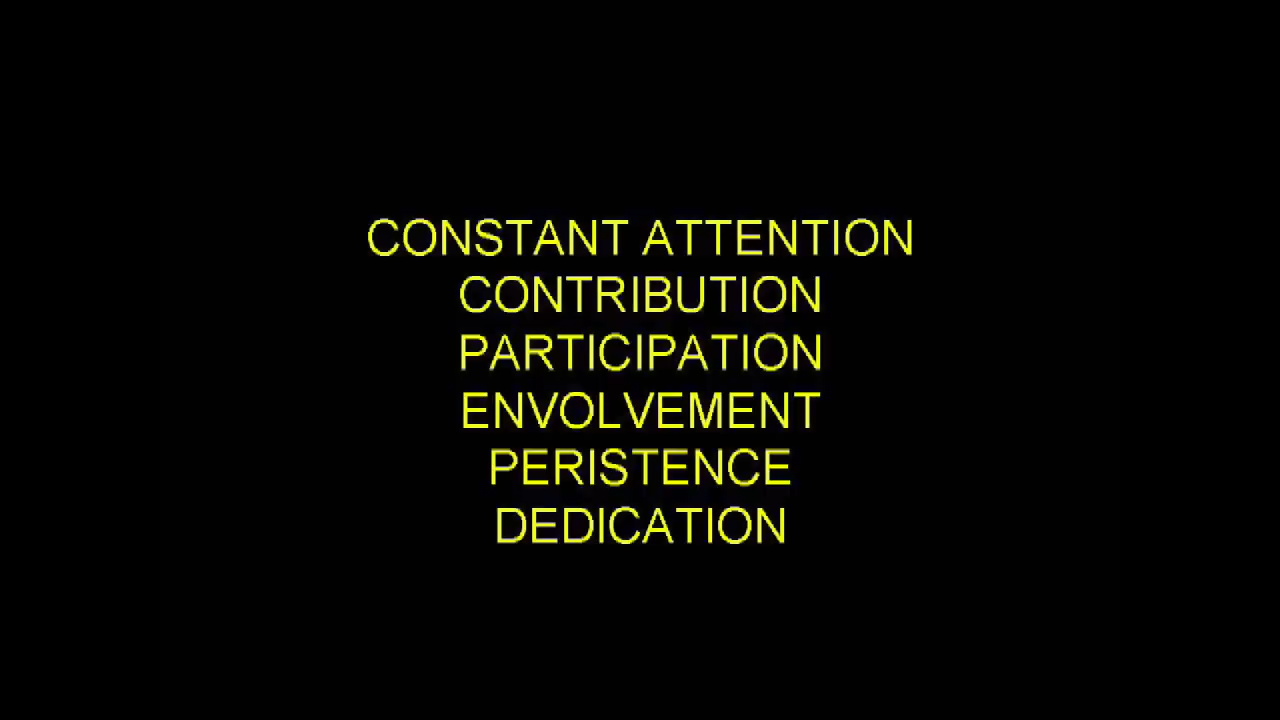 CONSTANT ATTENTION
CONTRIBUTION
PARTICIPATION
ENVOLVEMENT
PERISTENCE
DEDICATION